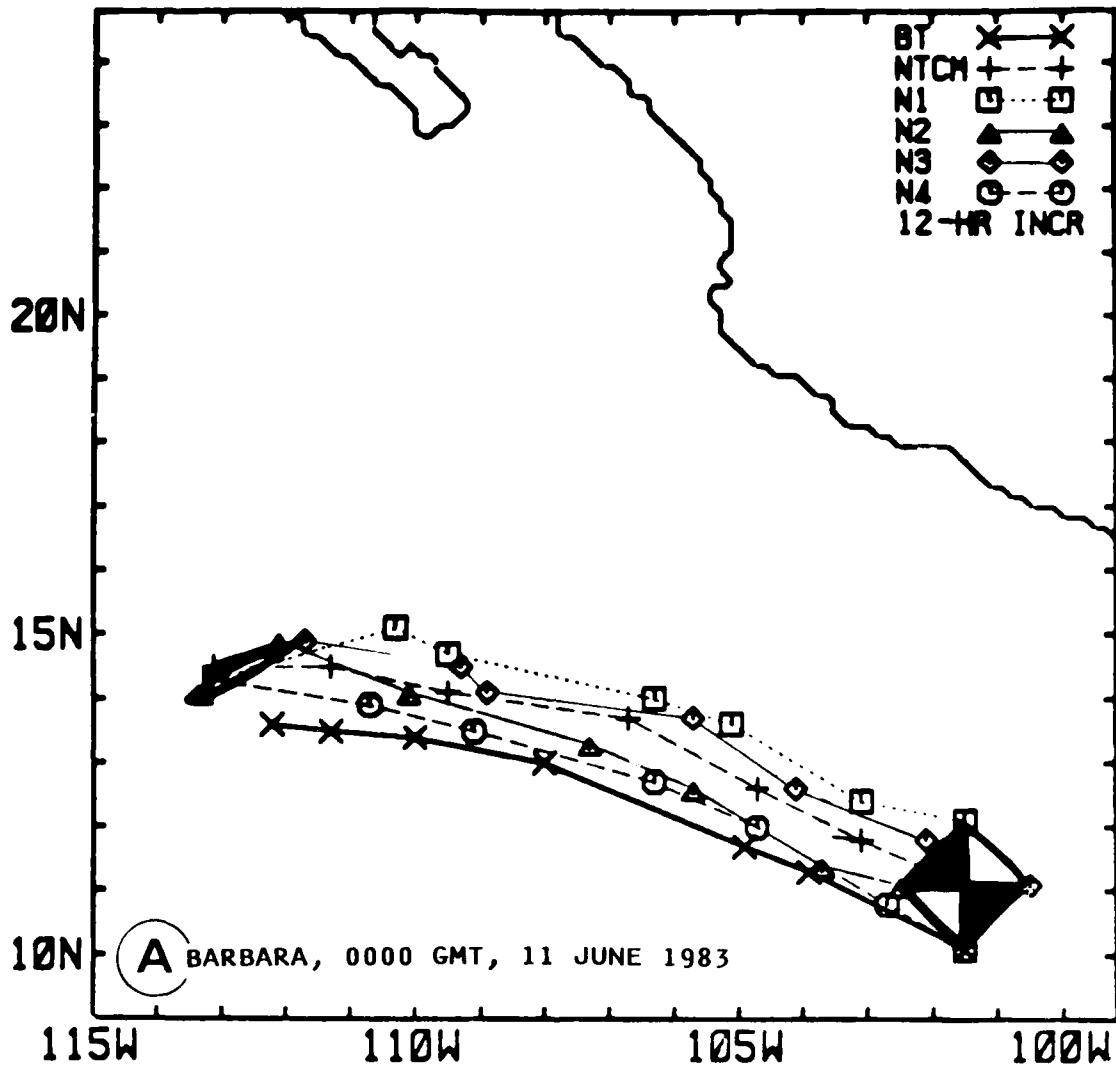 BT
NTCM
N1
N2
N3
N4
12-HR INCR
20N
15N
10N
A BARBARA, 0000 GMT, 11 JUNE 1983
115W 110W 105W 100W